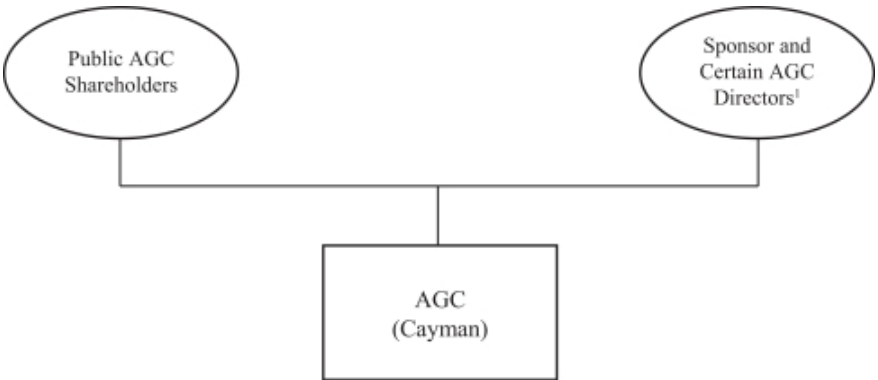 Public AGC
Shareholders
Sponsor and
Certain AGC
Directors¹
AGC
(Cayman)